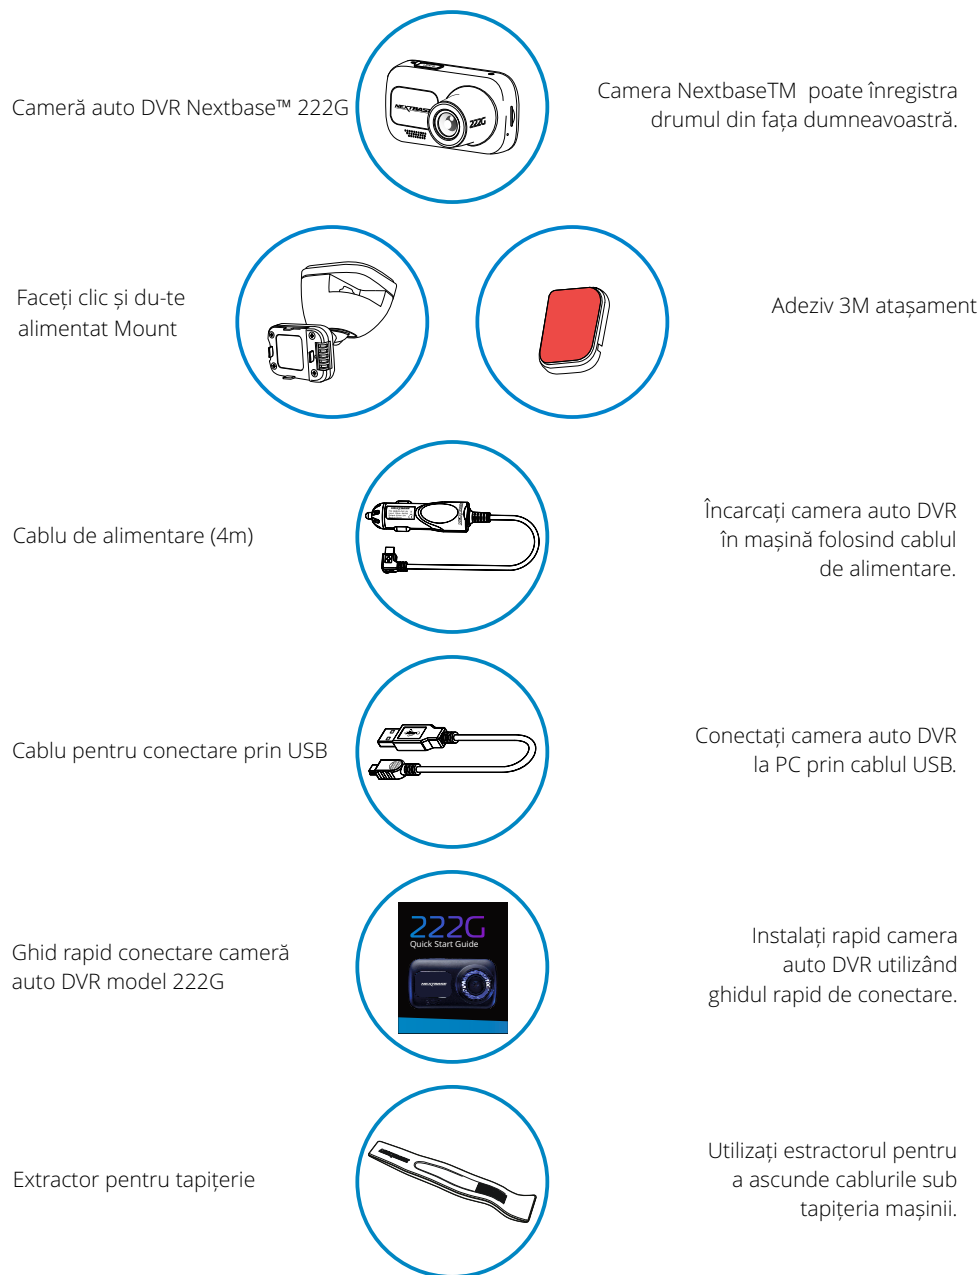 Cameră auto DVR Nextbase™ 222G
NEXTBASE
222G
Camera NextbaseTM poate înregistra
drumul din fața dumneavoastră.
Faceți clic și du-te
alimentat Mount
Adeziv 3M atașament
Cablu de alimentare (4m)
Încarcați camera auto DVR
în mașină folosind cablul
de alimentare.
Cablu pentru conectare prin USB
Conectați camera auto DVR
la PC prin cablul USB.
Ghid rapid conectare cameră
auto DVR model 222G
222G
Quick Start Guide
NEXTBASE
Instalați rapid camera
auto DVR utilizând
ghidul rapid de conectare.
Extractor pentru tapițerie
Utilizați estractorul pentru
a ascunde cablurile sub
tapițeria mașinii.